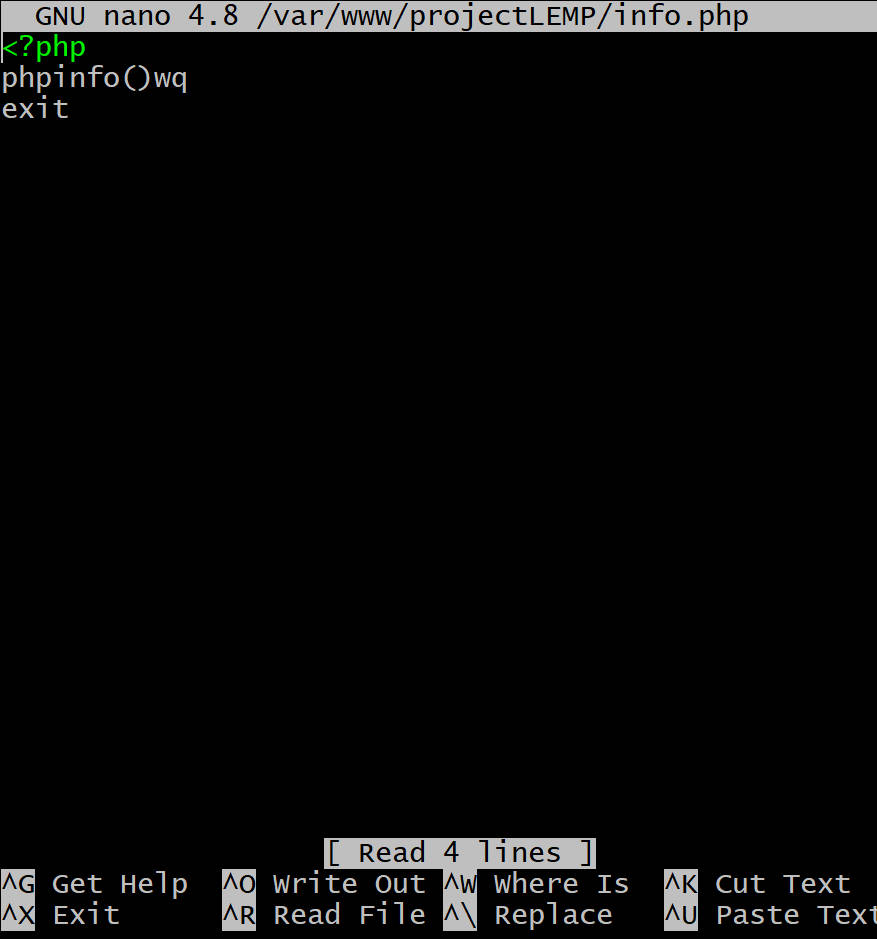 GNU nano 4.8 /var/www/projectLEMP/info.php
<?php
phpinfo()wq
exit
[ Read 4 lines ]
^G Get Help ^O Write Out ^W Where Is ^K Cut Text
^X Exit ^R Read File ^\ Replace ^U Paste Text